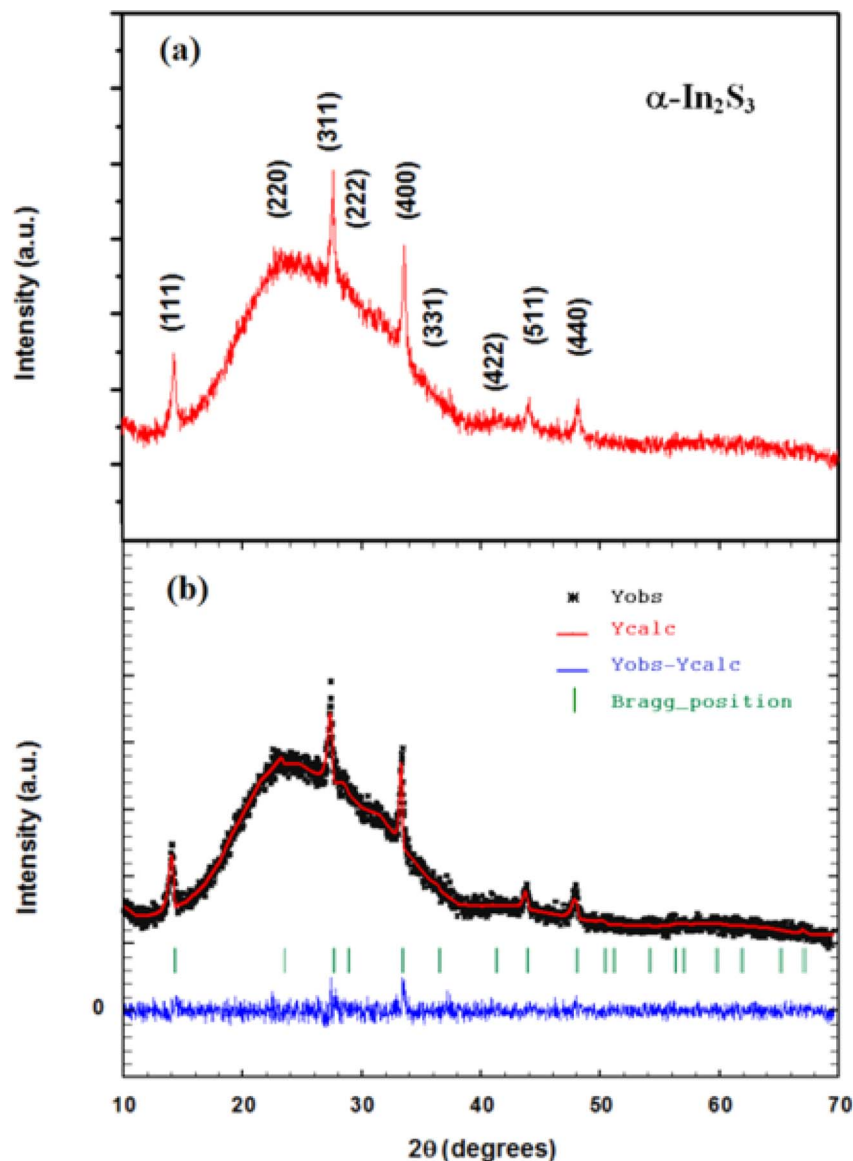 (a)
α-In₂S₃
(111)
(220)
(311)
(222)
(400)
(331)
(422)
(511)
(440)
Intensity (a.u.)
(b)
Yobs
Ycalc
Yobs-Ycalc
Bragg_position
Intensity (a.u.)
0
10 20 30 40 50 60 70
2θ (degrees)